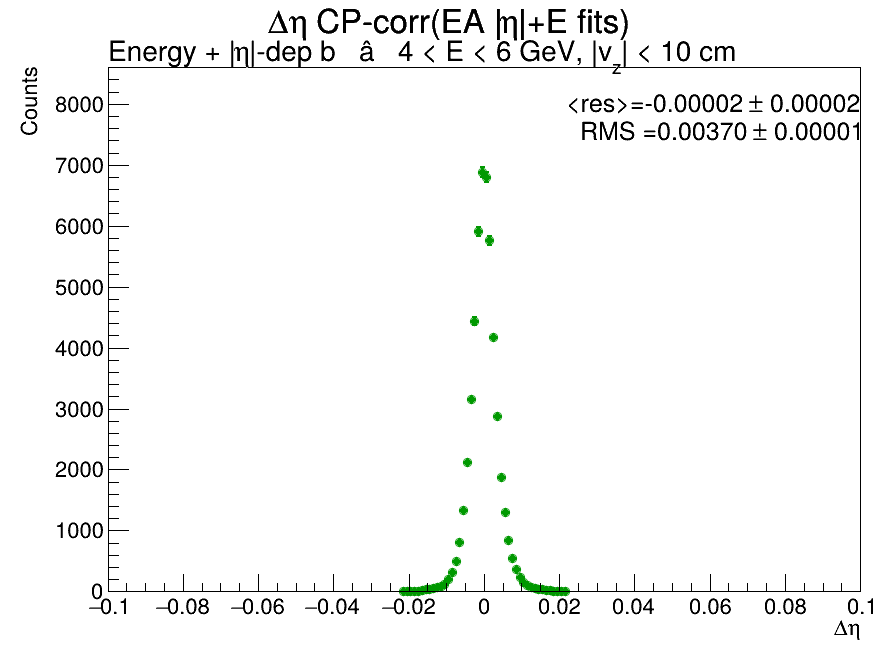 Δη CP-corr(EA |η|+E fits)
Energy + |η|-dep b â 4 < E < 6 GeV, |v_z| < 10 cm
Counts
<res>=-0.00002 ± 0.00002
RMS =0.00370 ± 0.00001
8000
7000
6000
5000
4000
3000
2000
1000
0
−0.1 −0.08 −0.06 −0.04 −0.02 0 0.02 0.04 0.06 0.08 0.1
Δη